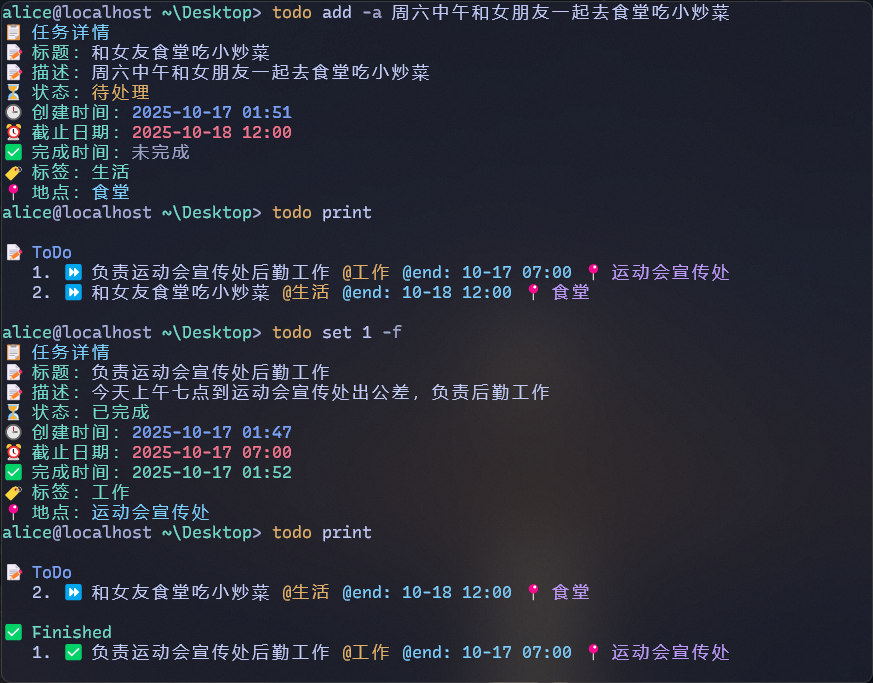 alice@localhost ~\Desktop> todo add -a 周六中午和女朋友一起去食堂吃小炒菜
📋 任务详情
📝 标题: 和女友食堂吃小炒菜
📝 描述: 周六中午和女朋友一起去食堂吃小炒菜
⏳ 状态: 待处理
🕒 创建时间: 2025-10-17 01:51
⏰ 截止日期: 2025-10-18 12:00
✅ 完成时间: 未完成
🏷️ 标签: 生活
📍 地点: 食堂
alice@localhost ~\Desktop> todo print
📝 ToDo
1. ⏩ 负责运动会宣传处后勤工作 @工作 @end: 10-17 07:00 📍 运动会宣传处
2. ⏩ 和女友食堂吃小炒菜 @生活 @end: 10-18 12:00 📍 食堂
alice@localhost ~\Desktop> todo set 1 -f
📋 任务详情
📝 标题: 负责运动会宣传处后勤工作
📝 描述: 今天上午七点到运动会宣传处出公差，负责后勤工作
⏳ 状态: 已完成
🕒 创建时间: 2025-10-17 01:47
⏰ 截止日期: 2025-10-17 07:00
✅ 完成时间: 2025-10-17 01:52
🏷️ 标签: 工作
📍 地点: 运动会宣传处
alice@localhost ~\Desktop> todo print
📝 ToDo
2. ⏩ 和女友食堂吃小炒菜 @生活 @end: 10-18 12:00 📍 食堂
✅ Finished
1. ✅ 负责运动会宣传处后勤工作 @工作 @end: 10-17 07:00 📍 运动会宣传处